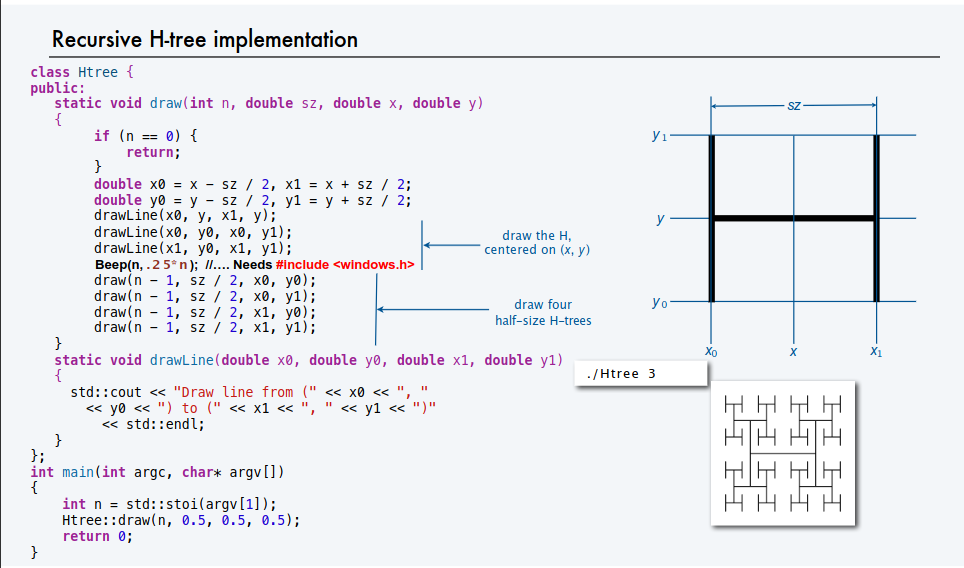 Recursive H-tree implementation
class Htree {
public:
static void draw(int n, double sz, double x, double y)
{
if (n == 0) {
return;
}
double x0 = x - sz / 2, x1 = x + sz / 2;
double y0 = y - sz / 2, y1 = y + sz / 2;
drawLine(x0, y, x1, y);
drawLine(x0, y0, x0, y1);
drawLine(x1, y0, x1, y1);
Beep(n, .25*n); //.... Needs #include <windows.h>
draw(n - 1, sz / 2, x0, y0);
draw(n - 1, sz / 2, x0, y1);
draw(n - 1, sz / 2, x1, y0);
draw(n - 1, sz / 2, x1, y1);
}
static void drawLine(double x0, double y0, double x1, double y1)
{
std::cout << "Draw line from (" << x0 << ", "
<< y0 << ") to (" << x1 << ", " << y1 << ")"
<< std::endl;
}
};
int main(int argc, char* argv[])
{
int n = std::stoi(argv[1]);
Htree::draw(n, 0.5, 0.5, 0.5);
return 0;
}
draw the H,
centered on (x, y)
draw four
half-size H-trees
sz
y1
y
y0
x0
x
x1
./Htree 3